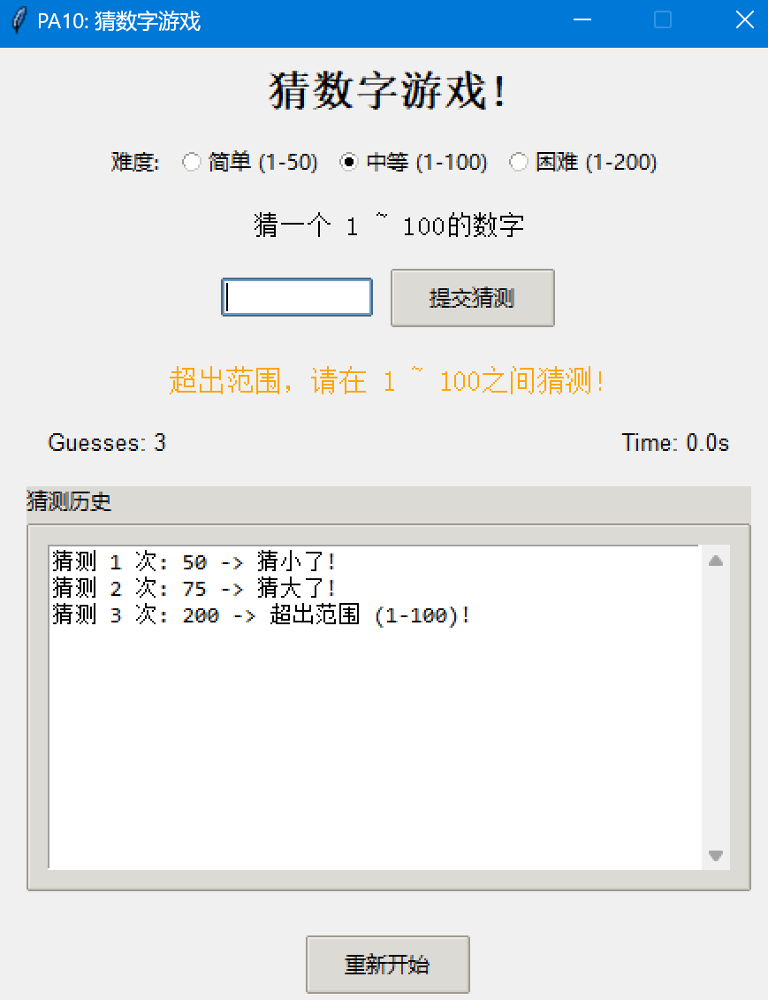 PA10: 猜数字游戏
猜数字游戏!
难度: 简单 (1-50) 中等 (1-100) 困难 (1-200)
猜一个 1 ~ 100的数字
提交猜测
超出范围，请在 1 ~ 100之间猜测!
Guesses: 3 Time: 0.0s
猜测历史
猜测 1 次: 50 -> 猜小了!
猜测 2 次: 75 -> 猜大了!
猜测 3 次: 200 -> 超出范围 (1-100)!
重新开始